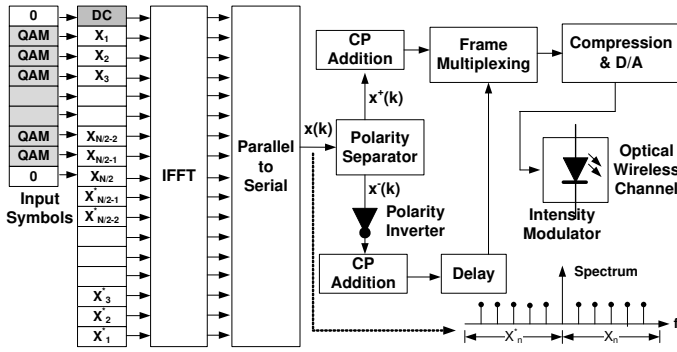 0
QAM
QAM
QAM
QAM
QAM
0
Input
Symbols
DC
X1
X2
X3
XN/2-2
XN/2-1
XN/2
X*N/2-1
X*N/2-2
X*3
X*2
X*1
IFFT
Parallel
to
Serial
x(k)
CP
Addition
x+(k)
Polarity
Separator
x-(k)
Polarity
Inverter
CP
Addition
Delay
Frame
Multiplexing
Compression
& D/A
Optical
Wireless
Channel
Intensity
Modulator
Spectrum
f
X*n
Xn